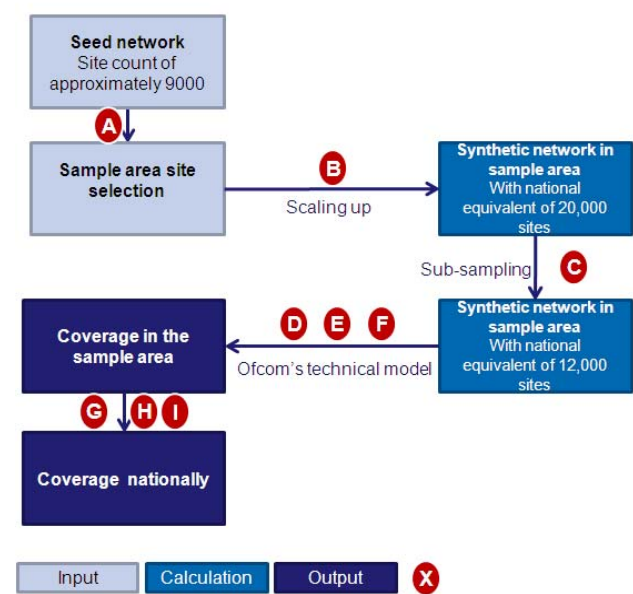 Seed network
Site count of
approximately 9000
A
Sample area site
selection
B
Scaling up
Synthetic network in
sample area
With national
equivalent of 20,000
sites
Sub-sampling
C
Synthetic network in
sample area
With national
equivalent of 12,000
sites
D E F
Ofcom's technical model
Coverage in the
sample area
G H I
Coverage nationally
Input
Calculation
Output
X